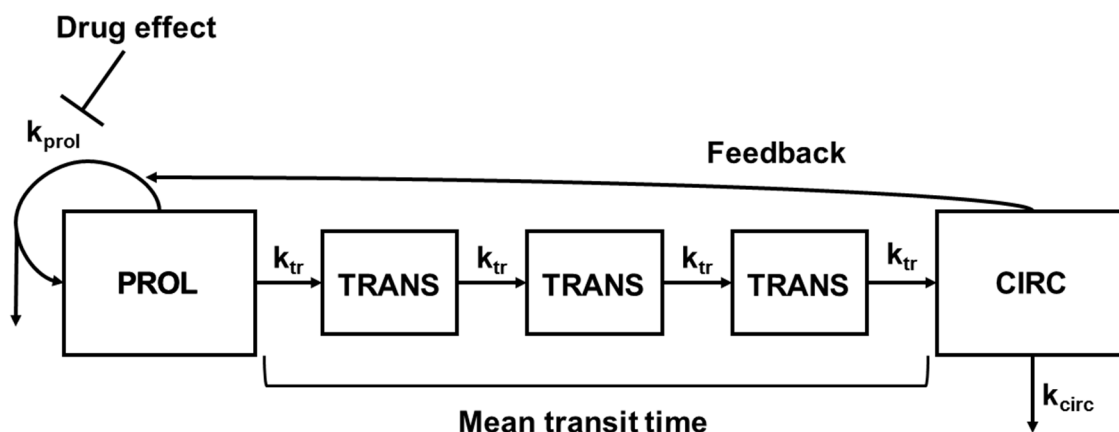 Drug effect
kprol
Feedback
PROL
ktr
TRANS
ktr
TRANS
ktr
TRANS
ktr
CIRC
kcirc
Mean transit time